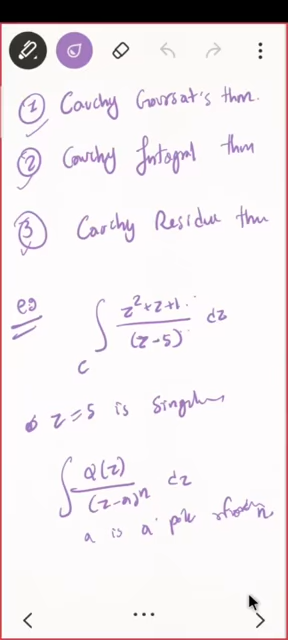 ① Cauchy Goursat's thm.
② Cauchy Integral thm
③ Cauchy Residue thm
eg
∫ z²+z+1 / (z-5) dz
C
z=5 is singular
∫ Q(z) / (z-a)ⁿ dz
a is a pole of order n